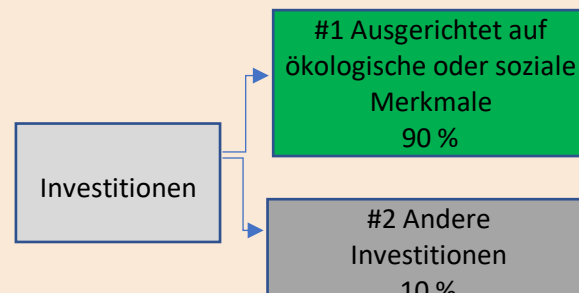 #1 Ausgerichtet auf
ökologische oder soziale
Merkmale
90 %
Investitionen
#2 Andere
Investitionen
10 %